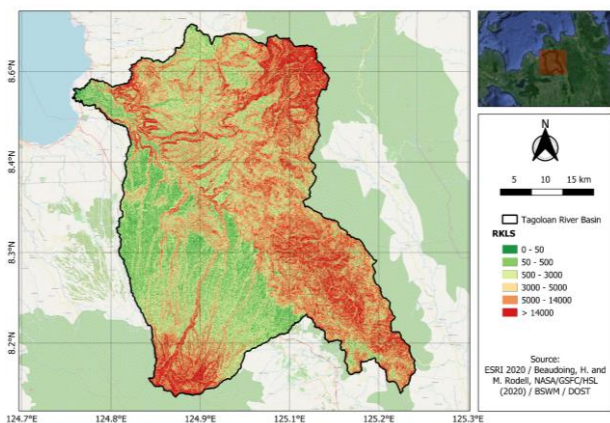 8.6°N
8.4°N
8.3°N
8.2°N
124.7°E
124.8°E
124.9°E
125.1°E
125.2°E
125.3°E
N
5 10 15 km
Tagoloan River Basin
RKLS
0 - 50
50 - 500
500 - 3000
3000 - 5000
5000 - 14000
> 14000
Source:
ESRI 2020 / Beaudoing, H. and
M. Rodell, NASA/GSFC/HSL
(2020) / BSWM / DOST